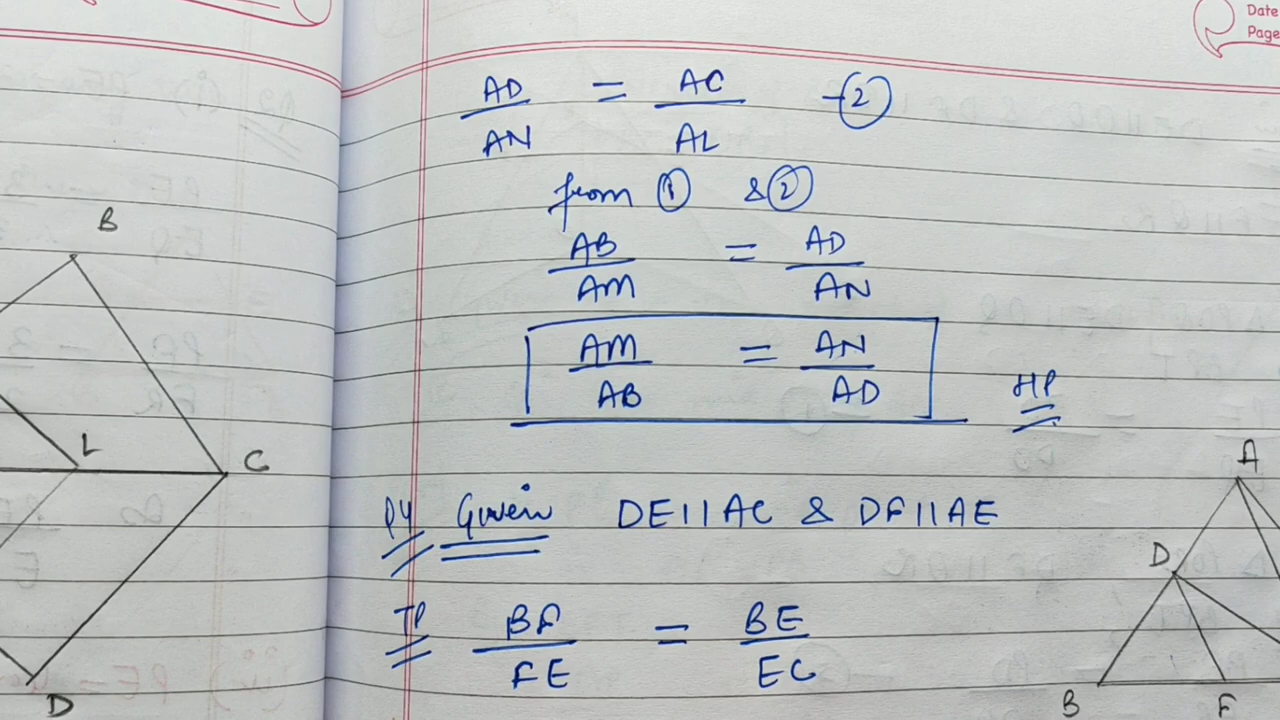 Date
Page
AD = AC -②
AN AL
from ① & ②
AB = AD
AM AN
AM = AN
AB AD
HP
B
L
C
D
Given DE||AC & DF||AE
TP BF = BE
FE EC
A
D
B F